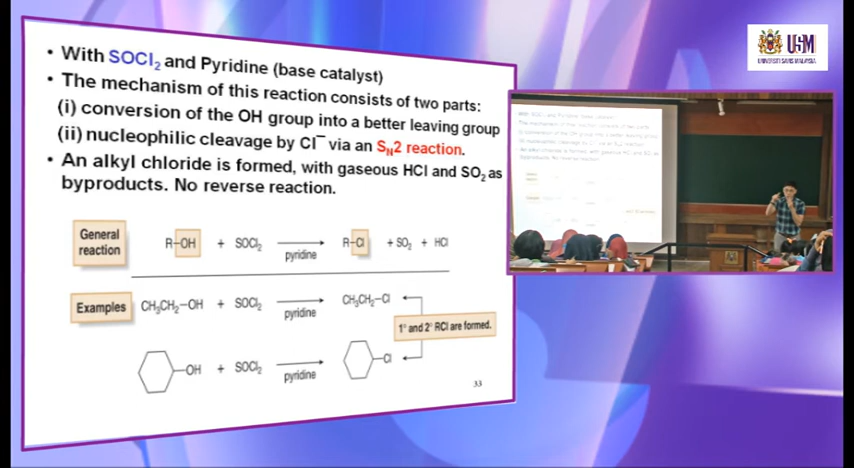 • With SOCl₂ and Pyridine (base catalyst)
• The mechanism of this reaction consists of two parts:
(i) conversion of the OH group into a better leaving group
(ii) nucleophilic cleavage by Cl⁻ via an Sₙ2 reaction.
• An alkyl chloride is formed, with gaseous HCl and SO₂ as
byproducts. No reverse reaction.
General
reaction
R–OH + SOCl₂ pyridine R–Cl + SO₂ + HCl
Examples
CH₃CH₂–OH + SOCl₂ pyridine CH₃CH₂–Cl
1° and 2° RCl are formed.
–OH + SOCl₂ pyridine –Cl
33
USM
UNIVERSITI SAINS MALAYSIA